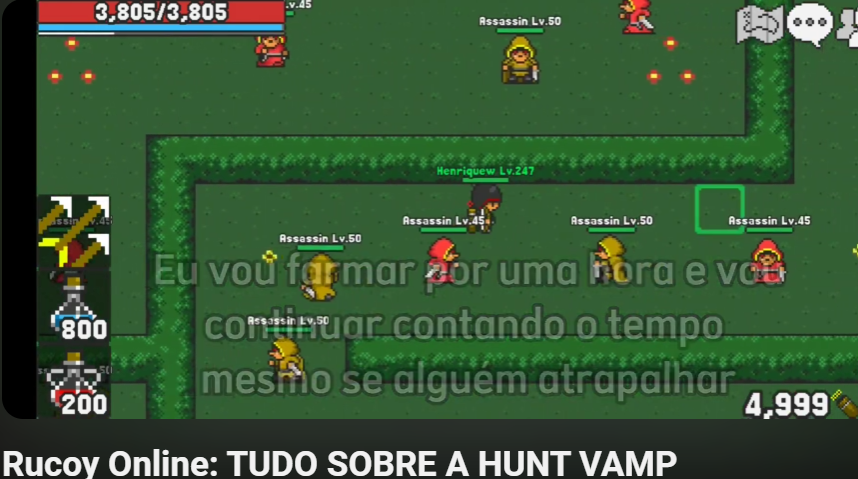 3,805/3,805
v.45
Assassin Lv.50
Henriquew Lv.247
Assassin Lv.45
Assassin Lv.50
Assassin Lv.45
Assassin Lv.50
Eu vou farmar por uma hora e vou
continuar contando o tempo
Assassin Lv.50
mesmo se alguém atrapalhar
800
200
4,999
Rucoy Online: TUDO SOBRE A HUNT VAMP